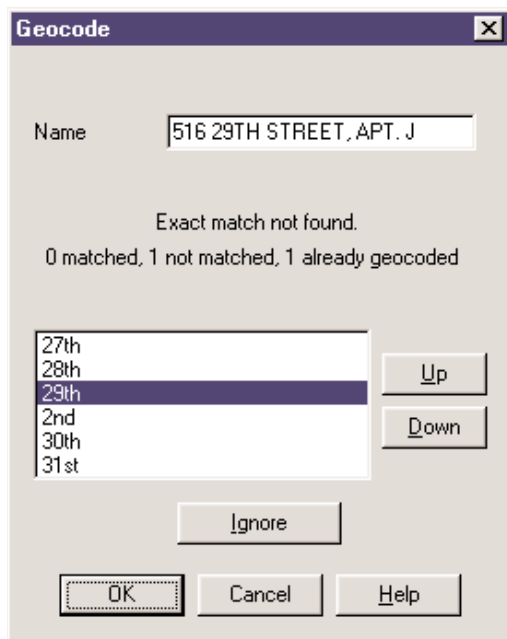 Geocode
Name 516 29TH STREET, APT. J
Exact match not found.
0 matched, 1 not matched, 1 already geocoded
27th
28th
29th
2nd
30th
31st
Up
Down
Ignore
OK Cancel Help